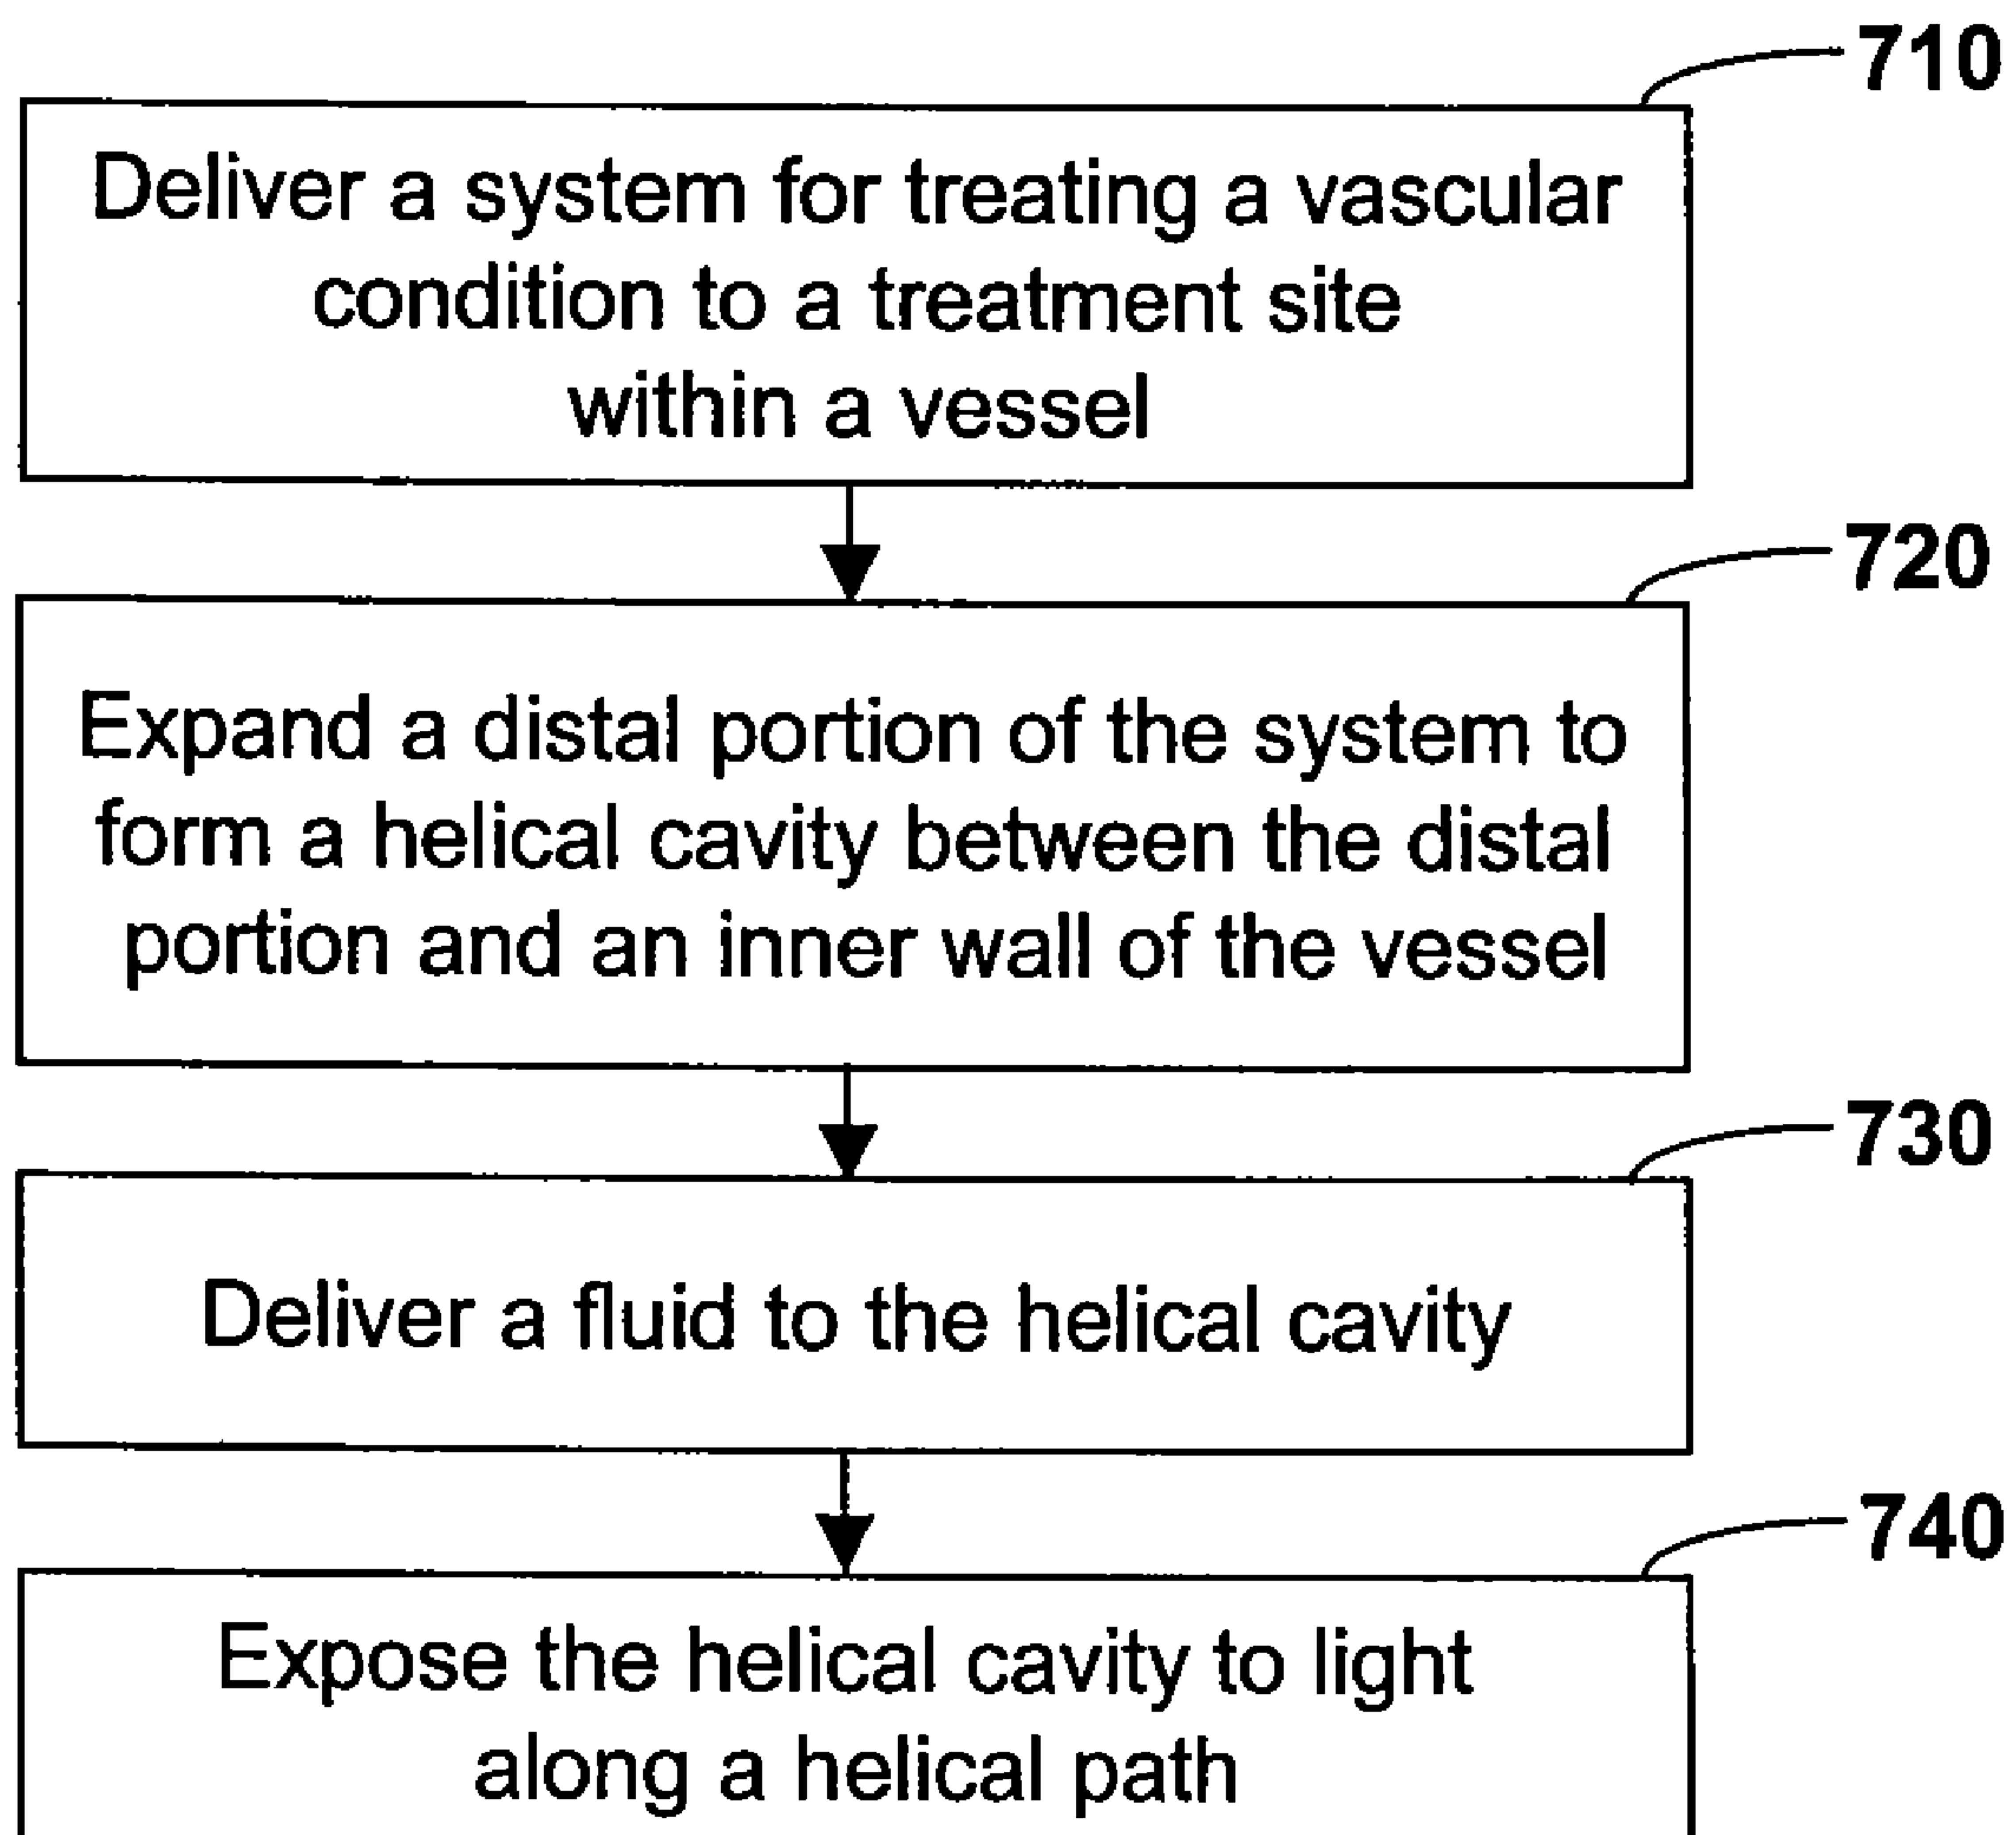 710
Deliver a system for treating a vascular
condition to a treatment site
within a vessel
720
Expand a distal portion of the system to
form a helical cavity between the distal
portion and an inner wall of the vessel
730
Deliver a fluid to the helical cavity
740
Expose the helical cavity to light
along a helical path